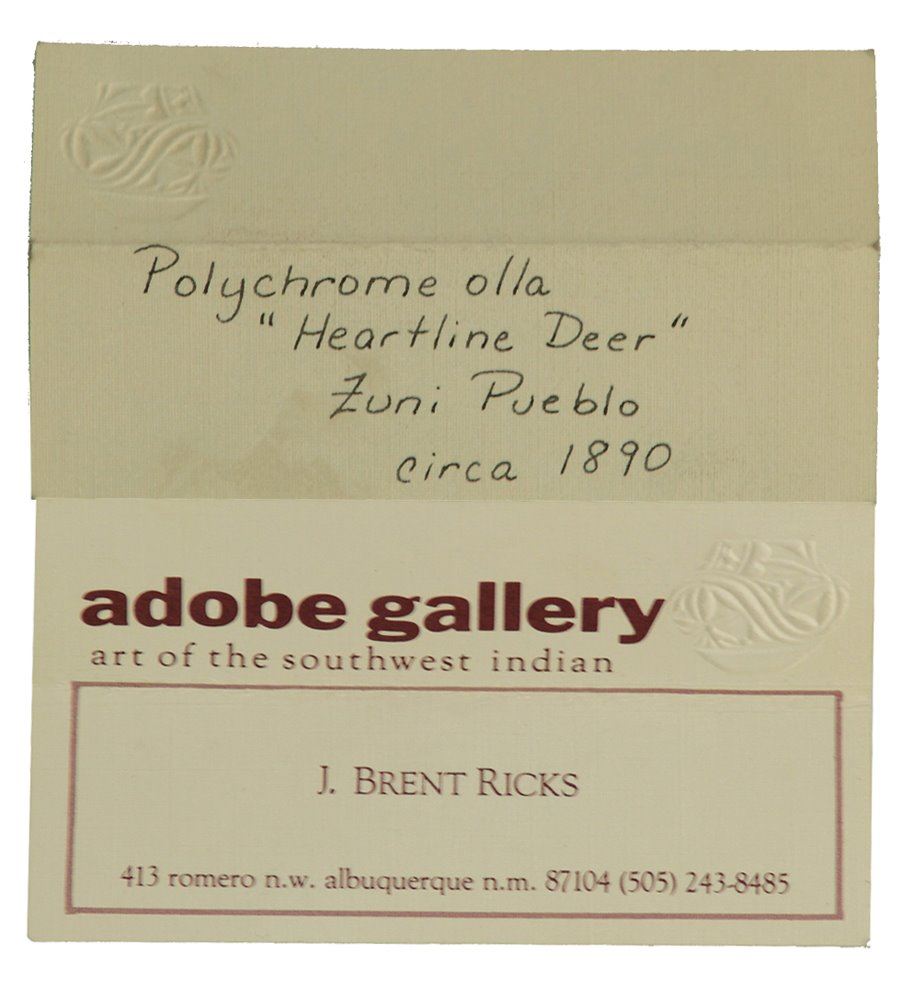 Polychrome olla
"Heartline Deer"
Zuni Pueblo
circa 1890
adobe gallery
art of the southwest indian
J. BRENT RICKS
413 romero n.w. albuquerque n.m. 87104 (505) 243-8485